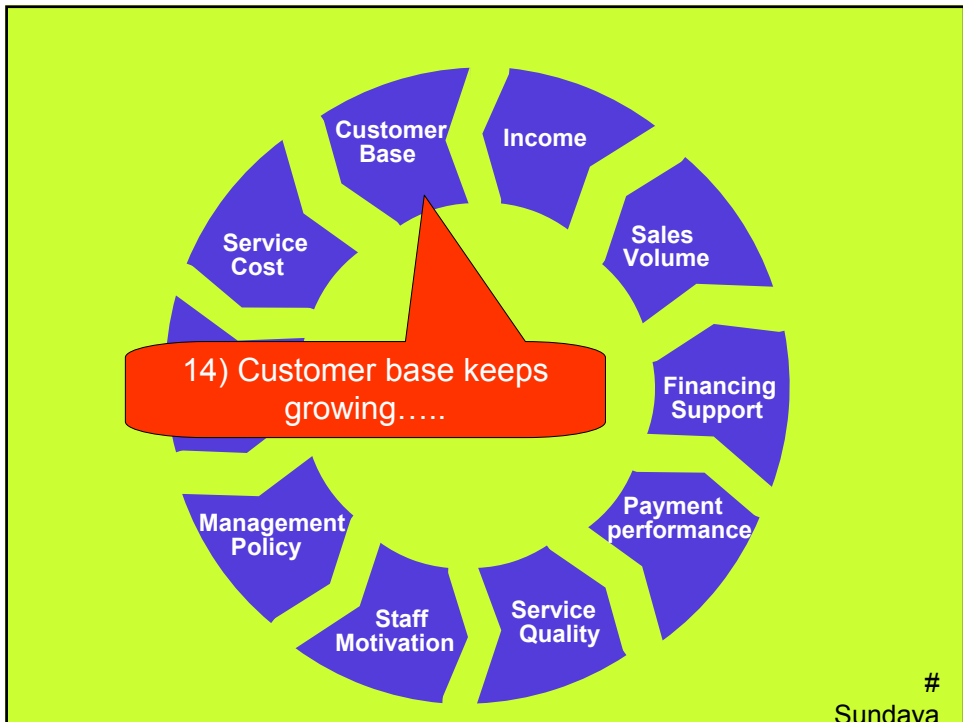 Customer
Base
Income
Sales
Volume
Service
Cost
14) Customer base keeps
growing…..
Financing
Support
Payment
performance
Management
Policy
Service
Quality
Staff
Motivation
#
Sundaya